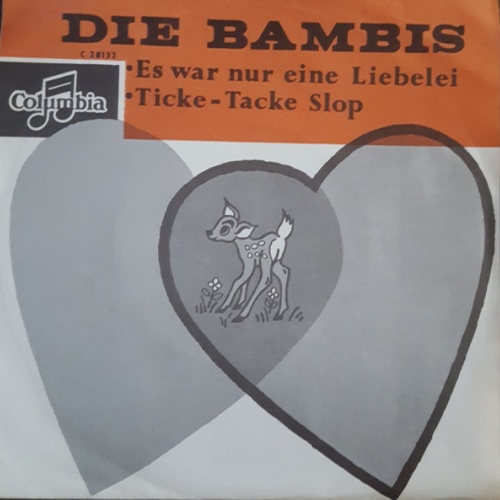 DIE BAMBIS
C 28133
• Es war nur eine Liebelei
• Ticke-Tacke Slop
Columbia